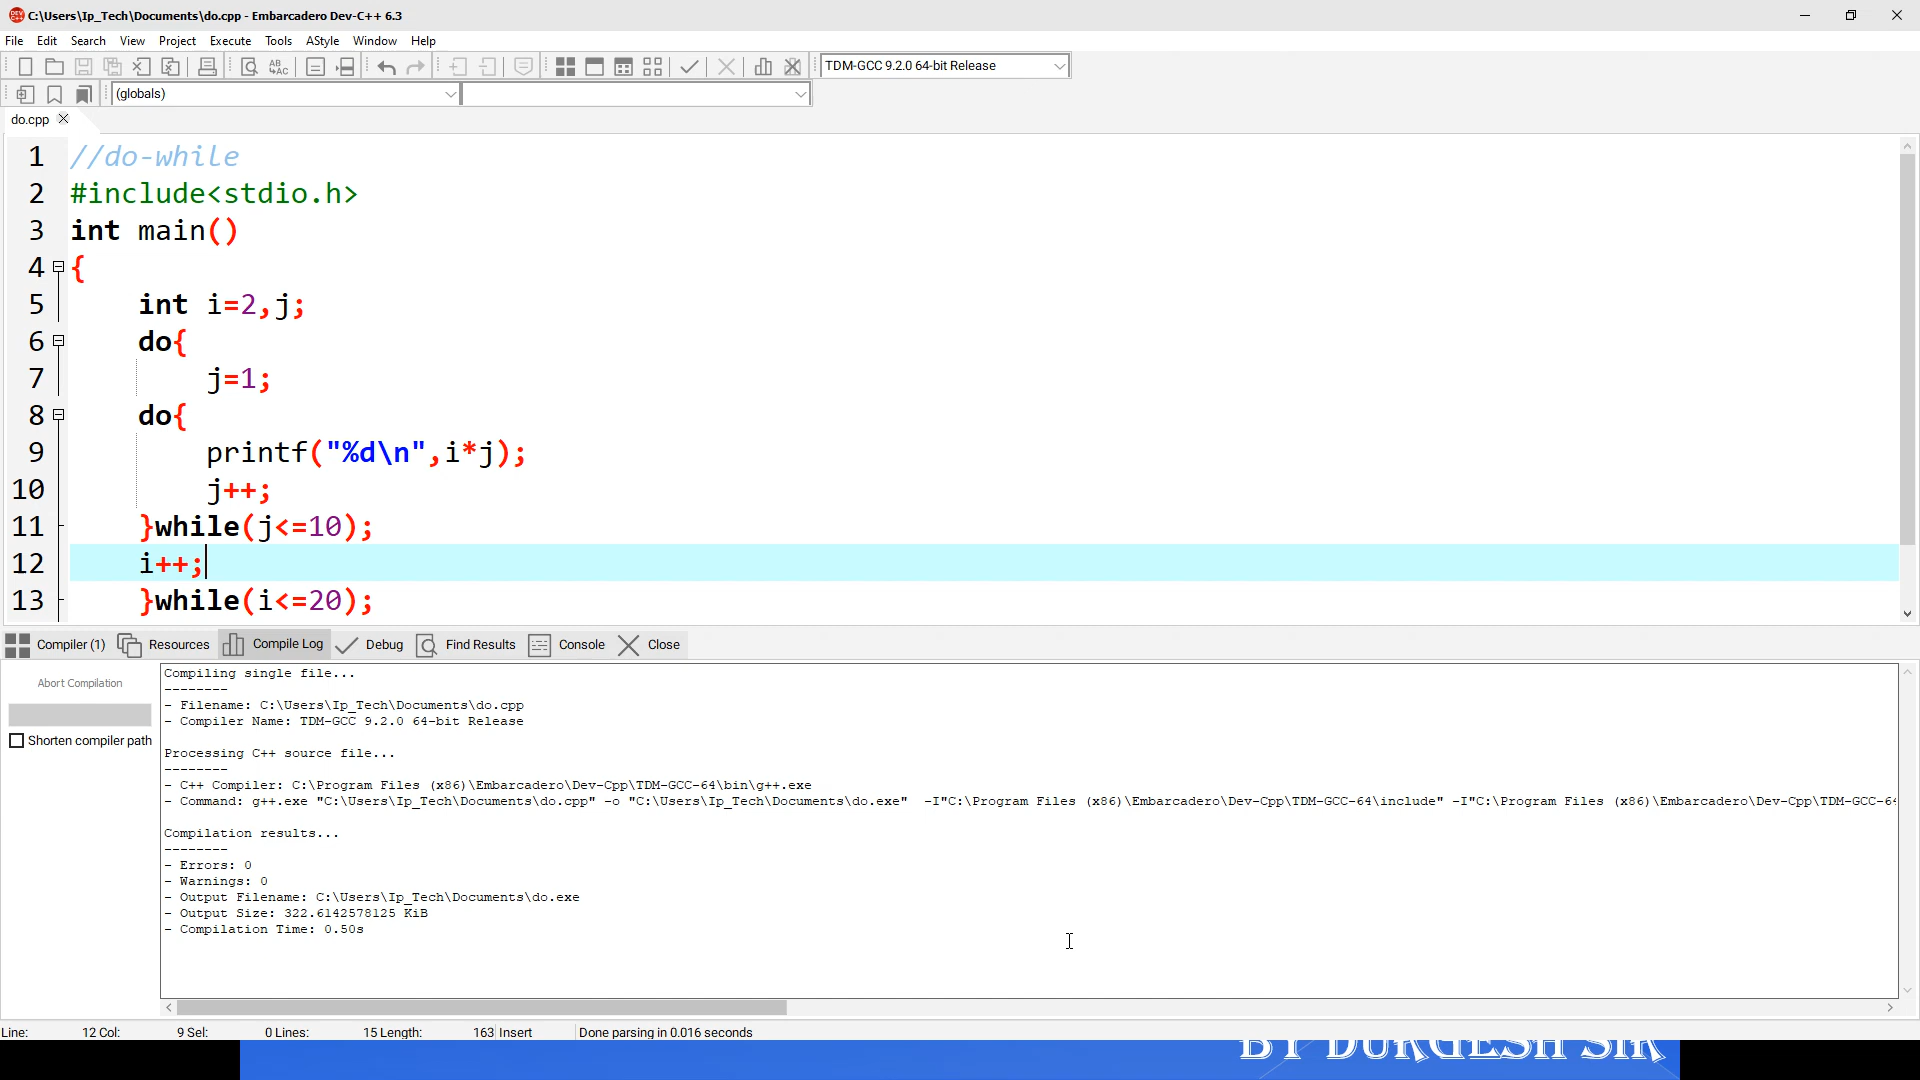 C:\Users\Ip_Tech\Documents\do.cpp - Embarcadero Dev-C++ 6.3
File Edit Search View Project Execute Tools AStyle Window Help
TDM-GCC 9.2.0 64-bit Release
(globals)
do.cpp
1 //do-while
2 #include<stdio.h>
3 int main()
4 {
5 int i=2,j;
6 do{
7 j=1;
8 do{
9 printf("%d\n",i*j);
10 j++;
11 }while(j<=10);
12 i++;
13 }while(i<=20);
Compiler (1) Resources Compile Log Debug Find Results Console Close
Abort Compilation
Shorten compiler path
Compiling single file...
--------
- Filename: C:\Users\Ip_Tech\Documents\do.cpp
- Compiler Name: TDM-GCC 9.2.0 64-bit Release
Processing C++ source file...
--------
- C++ Compiler: C:\Program Files (x86)\Embarcadero\Dev-Cpp\TDM-GCC-64\bin\g++.exe
- Command: g++.exe "C:\Users\Ip_Tech\Documents\do.cpp" -o "C:\Users\Ip_Tech\Documents\do.exe"  -I"C:\Program Files (x86)\Embarcadero\Dev-Cpp\TDM-GCC-64\include" -I"C:\Program Files (x86)\Embarcadero\Dev-Cpp\TDM-GCC-64
Compilation results...
--------
- Errors: 0
- Warnings: 0
- Output Filename: C:\Users\Ip_Tech\Documents\do.exe
- Output Size: 322.6142578125 KiB
- Compilation Time: 0.50s
Line: 12 Col: 9 Sel: 0 Lines: 15 Length: 163 Insert Done parsing in 0.016 seconds
BY DURGESH SIR